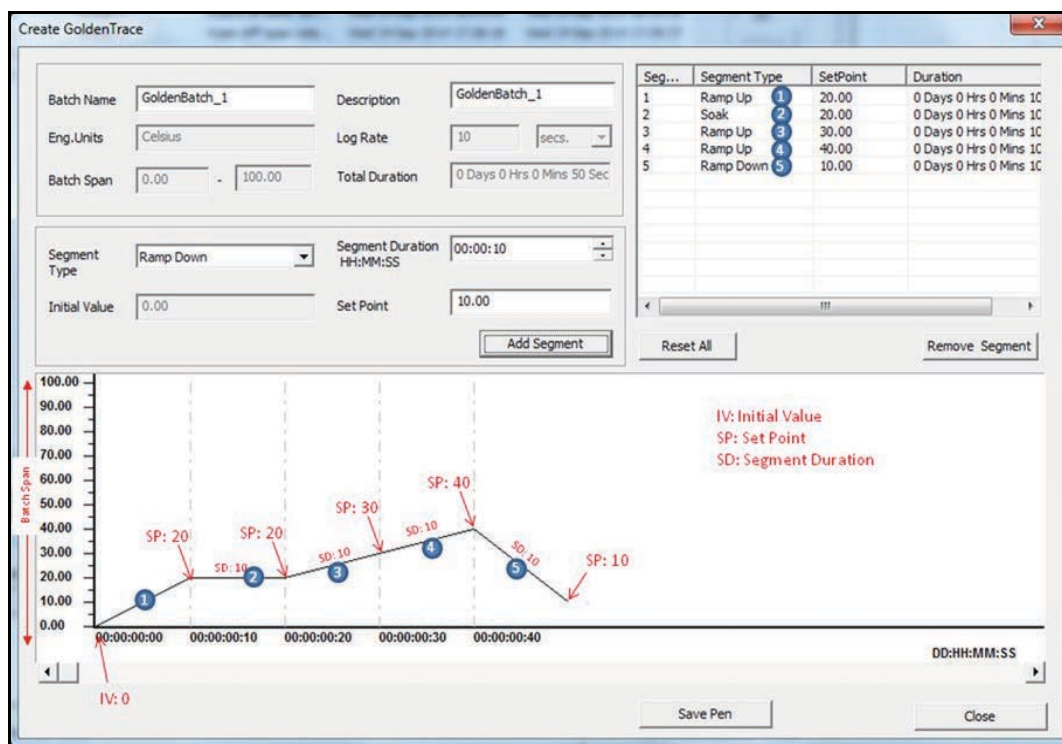 Create GoldenTrace
Batch Name GoldenBatch_1 Description GoldenBatch_1
Eng.Units Celsius Log Rate 10 secs.
Batch Span 0.00 - 100.00 Total Duration 0 Days 0 Hrs 0 Mins 50 Sec
Segment Type Ramp Down Segment Duration HH:MM:SS 00:00:10
Initial Value 0.00 Set Point 10.00
Add Segment
Seg... Segment Type SetPoint Duration
1 Ramp Up 1 20.00 0 Days 0 Hrs 0 Mins 10
2 Soak 2 20.00 0 Days 0 Hrs 0 Mins 10
3 Ramp Up 3 30.00 0 Days 0 Hrs 0 Mins 10
4 Ramp Up 4 40.00 0 Days 0 Hrs 0 Mins 10
5 Ramp Down 5 10.00 0 Days 0 Hrs 0 Mins 10
Reset All Remove Segment
Batch Span
100.00
90.00
80.00
70.00
60.00
50.00
40.00
30.00
20.00
10.00
0.00
IV: Initial Value
SP: Set Point
SD: Segment Duration
SP: 20
SP: 20
SP: 30
SP: 40
SP: 10
1
SD: 10
2
SD: 10
3
SD: 10
4
SD: 10
5
00:00:00:00 00:00:00:10 00:00:00:20 00:00:00:30 00:00:00:40
DD:HH:MM:SS
IV: 0
Save Pen Close